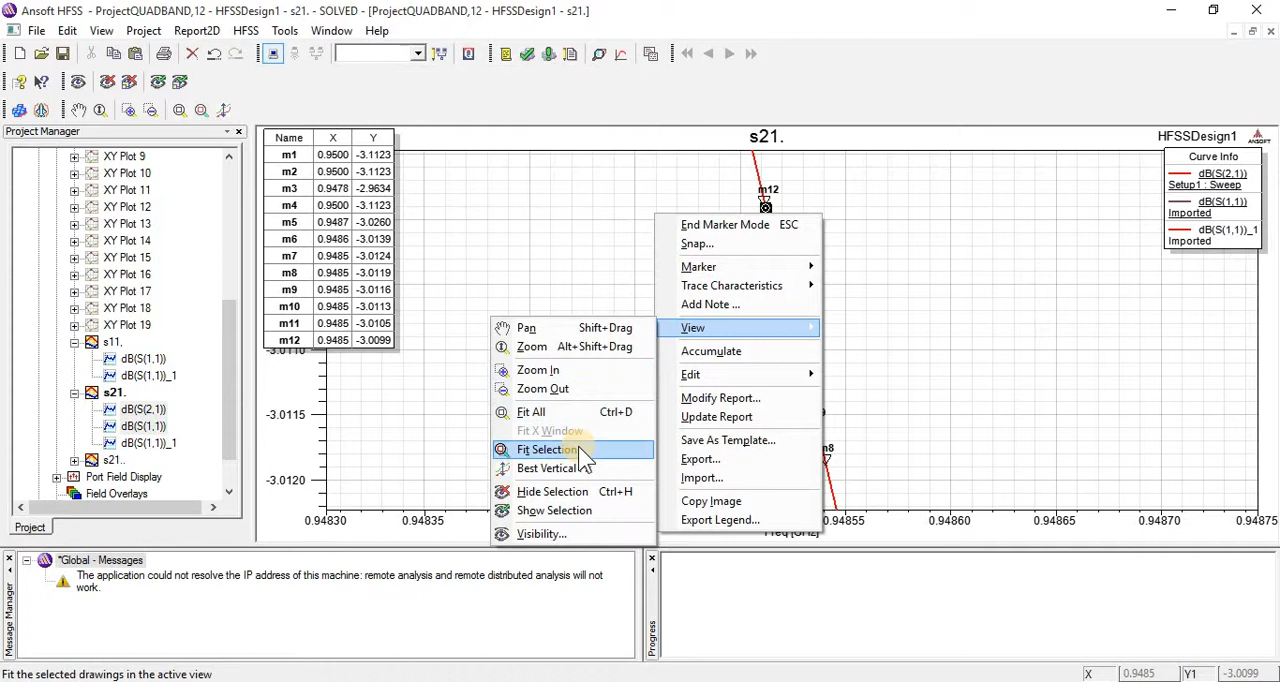 Ansoft HFSS - ProjectQUADBAND,12 - HFSSDesign1 - s21. - SOLVED - [ProjectQUADBAND,12 - HFSSDesign1 - s21.]
File Edit View Project Report2D HFSS Tools Window Help
Project Manager
XY Plot 9
XY Plot 10
XY Plot 11
XY Plot 12
XY Plot 13
XY Plot 14
XY Plot 15
XY Plot 16
XY Plot 17
XY Plot 18
XY Plot 19
s11.
dB(S(1,1))
dB(S(1,1))_1
s21.
dB(S(2,1))
dB(S(1,1))
dB(S(1,1))_1
s21..
Port Field Display
Field Overlays
Project
Name X Y
m1 0.9500 -3.1123
m2 0.9500 -3.1123
m3 0.9478 -2.9634
m4 0.9500 -3.1123
m5 0.9487 -3.0260
m6 0.9486 -3.0139
m7 0.9485 -3.0124
m8 0.9485 -3.0119
m9 0.9485 -3.0116
m10 0.9485 -3.0113
m11 0.9485 -3.0105
m12 0.9485 -3.0099
s21.
HFSSDesign1
ANSOFT
Curve Info
dB(S(2,1))
Setup1 : Sweep
dB(S(1,1))
Imported
dB(S(1,1))_1
Imported
m12
-3.0110
-3.0115
-3.0120
m8
0.94830 0.94835 0.94855 0.94860 0.94865 0.94870 0.94875
Freq [GHz]
End Marker Mode ESC
Snap...
Marker
Trace Characteristics
Add Note ...
View
Accumulate
Edit
Modify Report...
Update Report
Save As Template...
Export...
Import...
Copy Image
Export Legend...
Pan Shift+Drag
Zoom Alt+Shift+Drag
Zoom In
Zoom Out
Fit All Ctrl+D
Fit X Window
Fit Selection
Best Vertical
Hide Selection Ctrl+H
Show Selection
Visibility...
Message Manager
*Global - Messages
The application could not resolve the IP address of this machine: remote analysis and remote distributed analysis will not
work.
Progress
Fit the selected drawings in the active view
X 0.9485 Y1 -3.0099